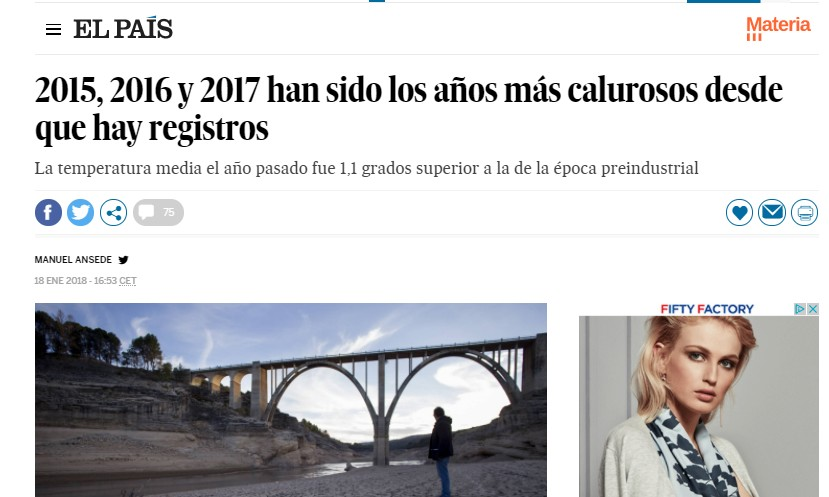 EL PAÍS
Materia
2015, 2016 y 2017 han sido los años más calurosos desde
que hay registros
La temperatura media el año pasado fue 1,1 grados superior a la de la época preindustrial
75
MANUEL ANSEDE
18 ENE 2018 - 16:53 CET
FIFTY FACTORY